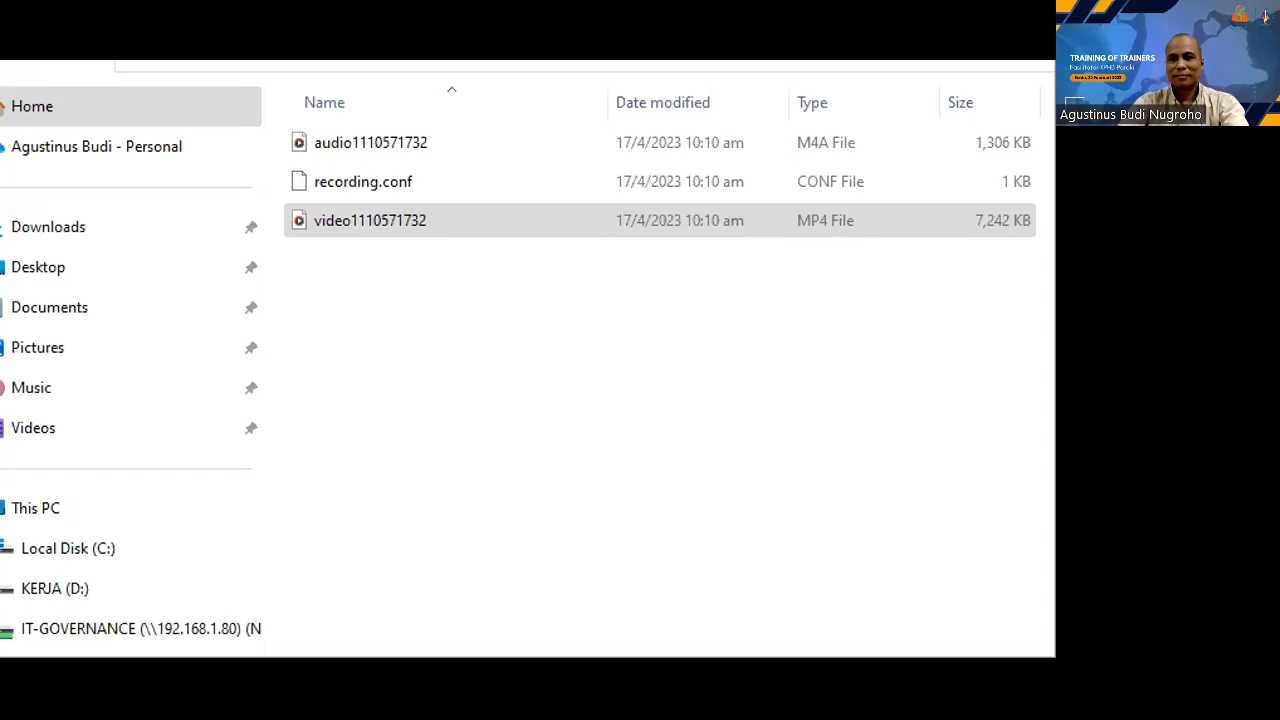 Name Date modified Type Size
Home
Agustinus Budi - Personal
audio1110571732 17/4/2023 10:10 am M4A File 1,306 KB
recording.conf 17/4/2023 10:10 am CONF File 1 KB
video1110571732 17/4/2023 10:10 am MP4 File 7,242 KB
Downloads
Desktop
Documents
Pictures
Music
Videos
This PC
Local Disk (C:)
KERJA (D:)
IT-GOVERNANCE (\\192.168.1.80) (N
TRAINING OF TRAINERS
Fasilitator KPHB Paroki
Agustinus Budi Nugroho